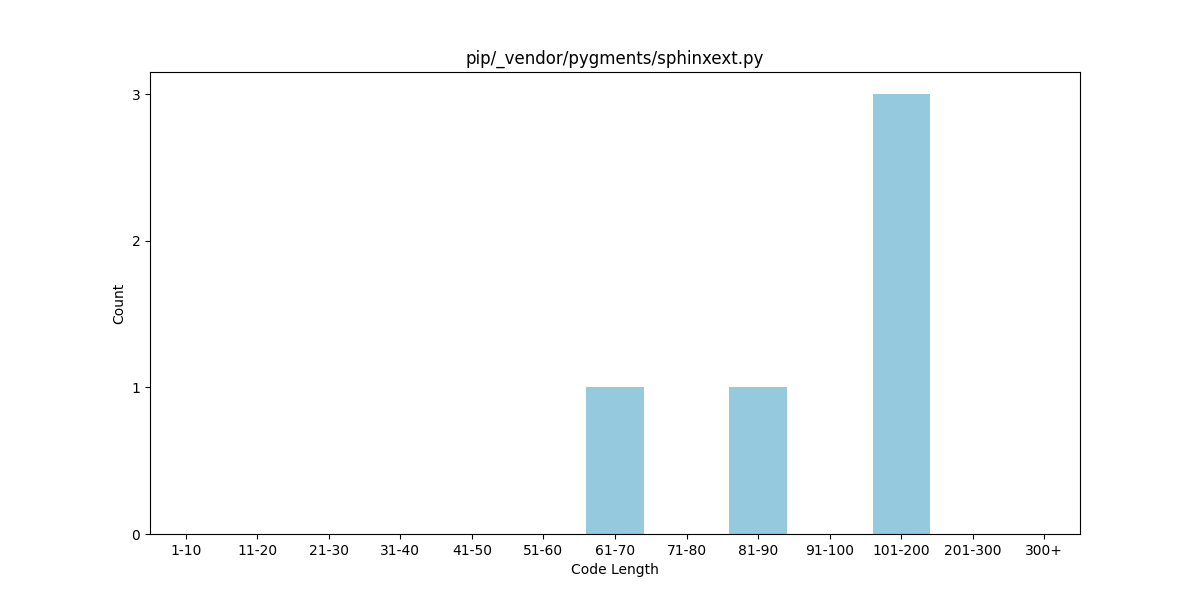 pip/_vendor/pygments/sphinxext.py
Count
3
2
1
0
1-10 11-20 21-30 31-40 41-50 51-60 61-70 71-80 81-90 91-100 101-200 201-300 300+
Code Length